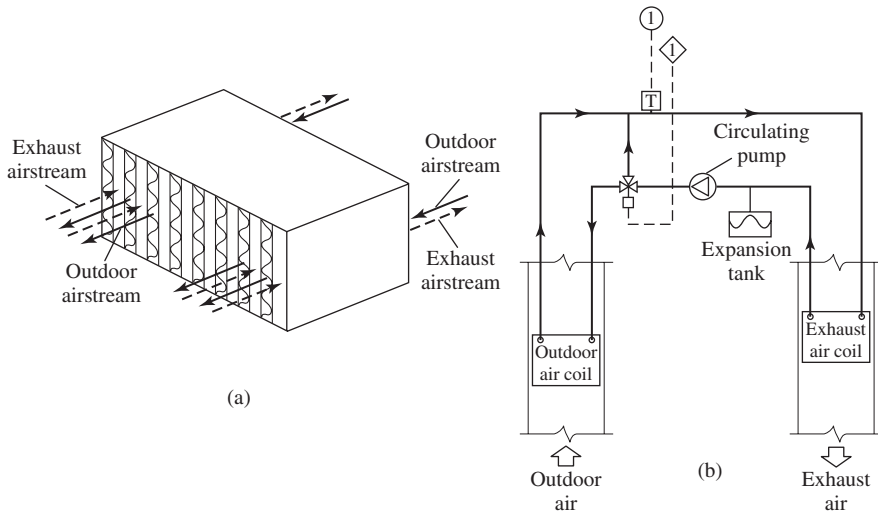 Exhaust
airstream
Outdoor
airstream
Outdoor
airstream
Exhaust
airstream
(a)
1
1
T
Circulating
pump
Expansion
tank
Outdoor
air coil
Exhaust
air coil
Outdoor
air
(b)
Exhaust
air